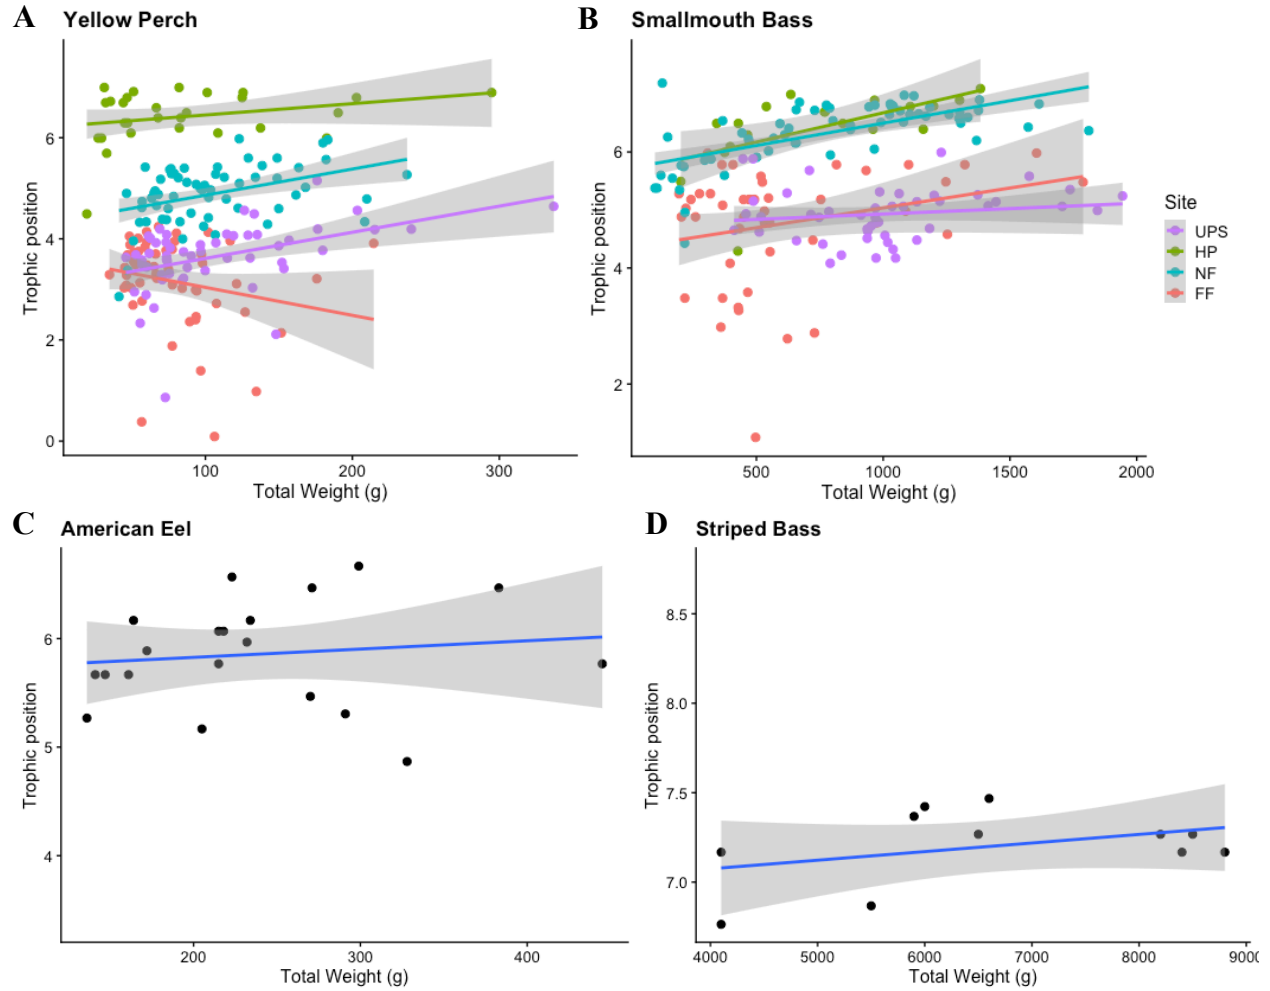 A Yellow Perch
Trophic position
6
4
2
0
100 200 300
Total Weight (g)
B Smallmouth Bass
Trophic position
6
4
2
500 1000 1500 2000
Total Weight (g)
Site
UPS
HP
NF
FF
C American Eel
Trophic position
6
5
4
200 300 400
Total Weight (g)
D Striped Bass
Trophic position
8.5
8.0
7.5
7.0
4000 5000 6000 7000 8000 900
Total Weight (g)